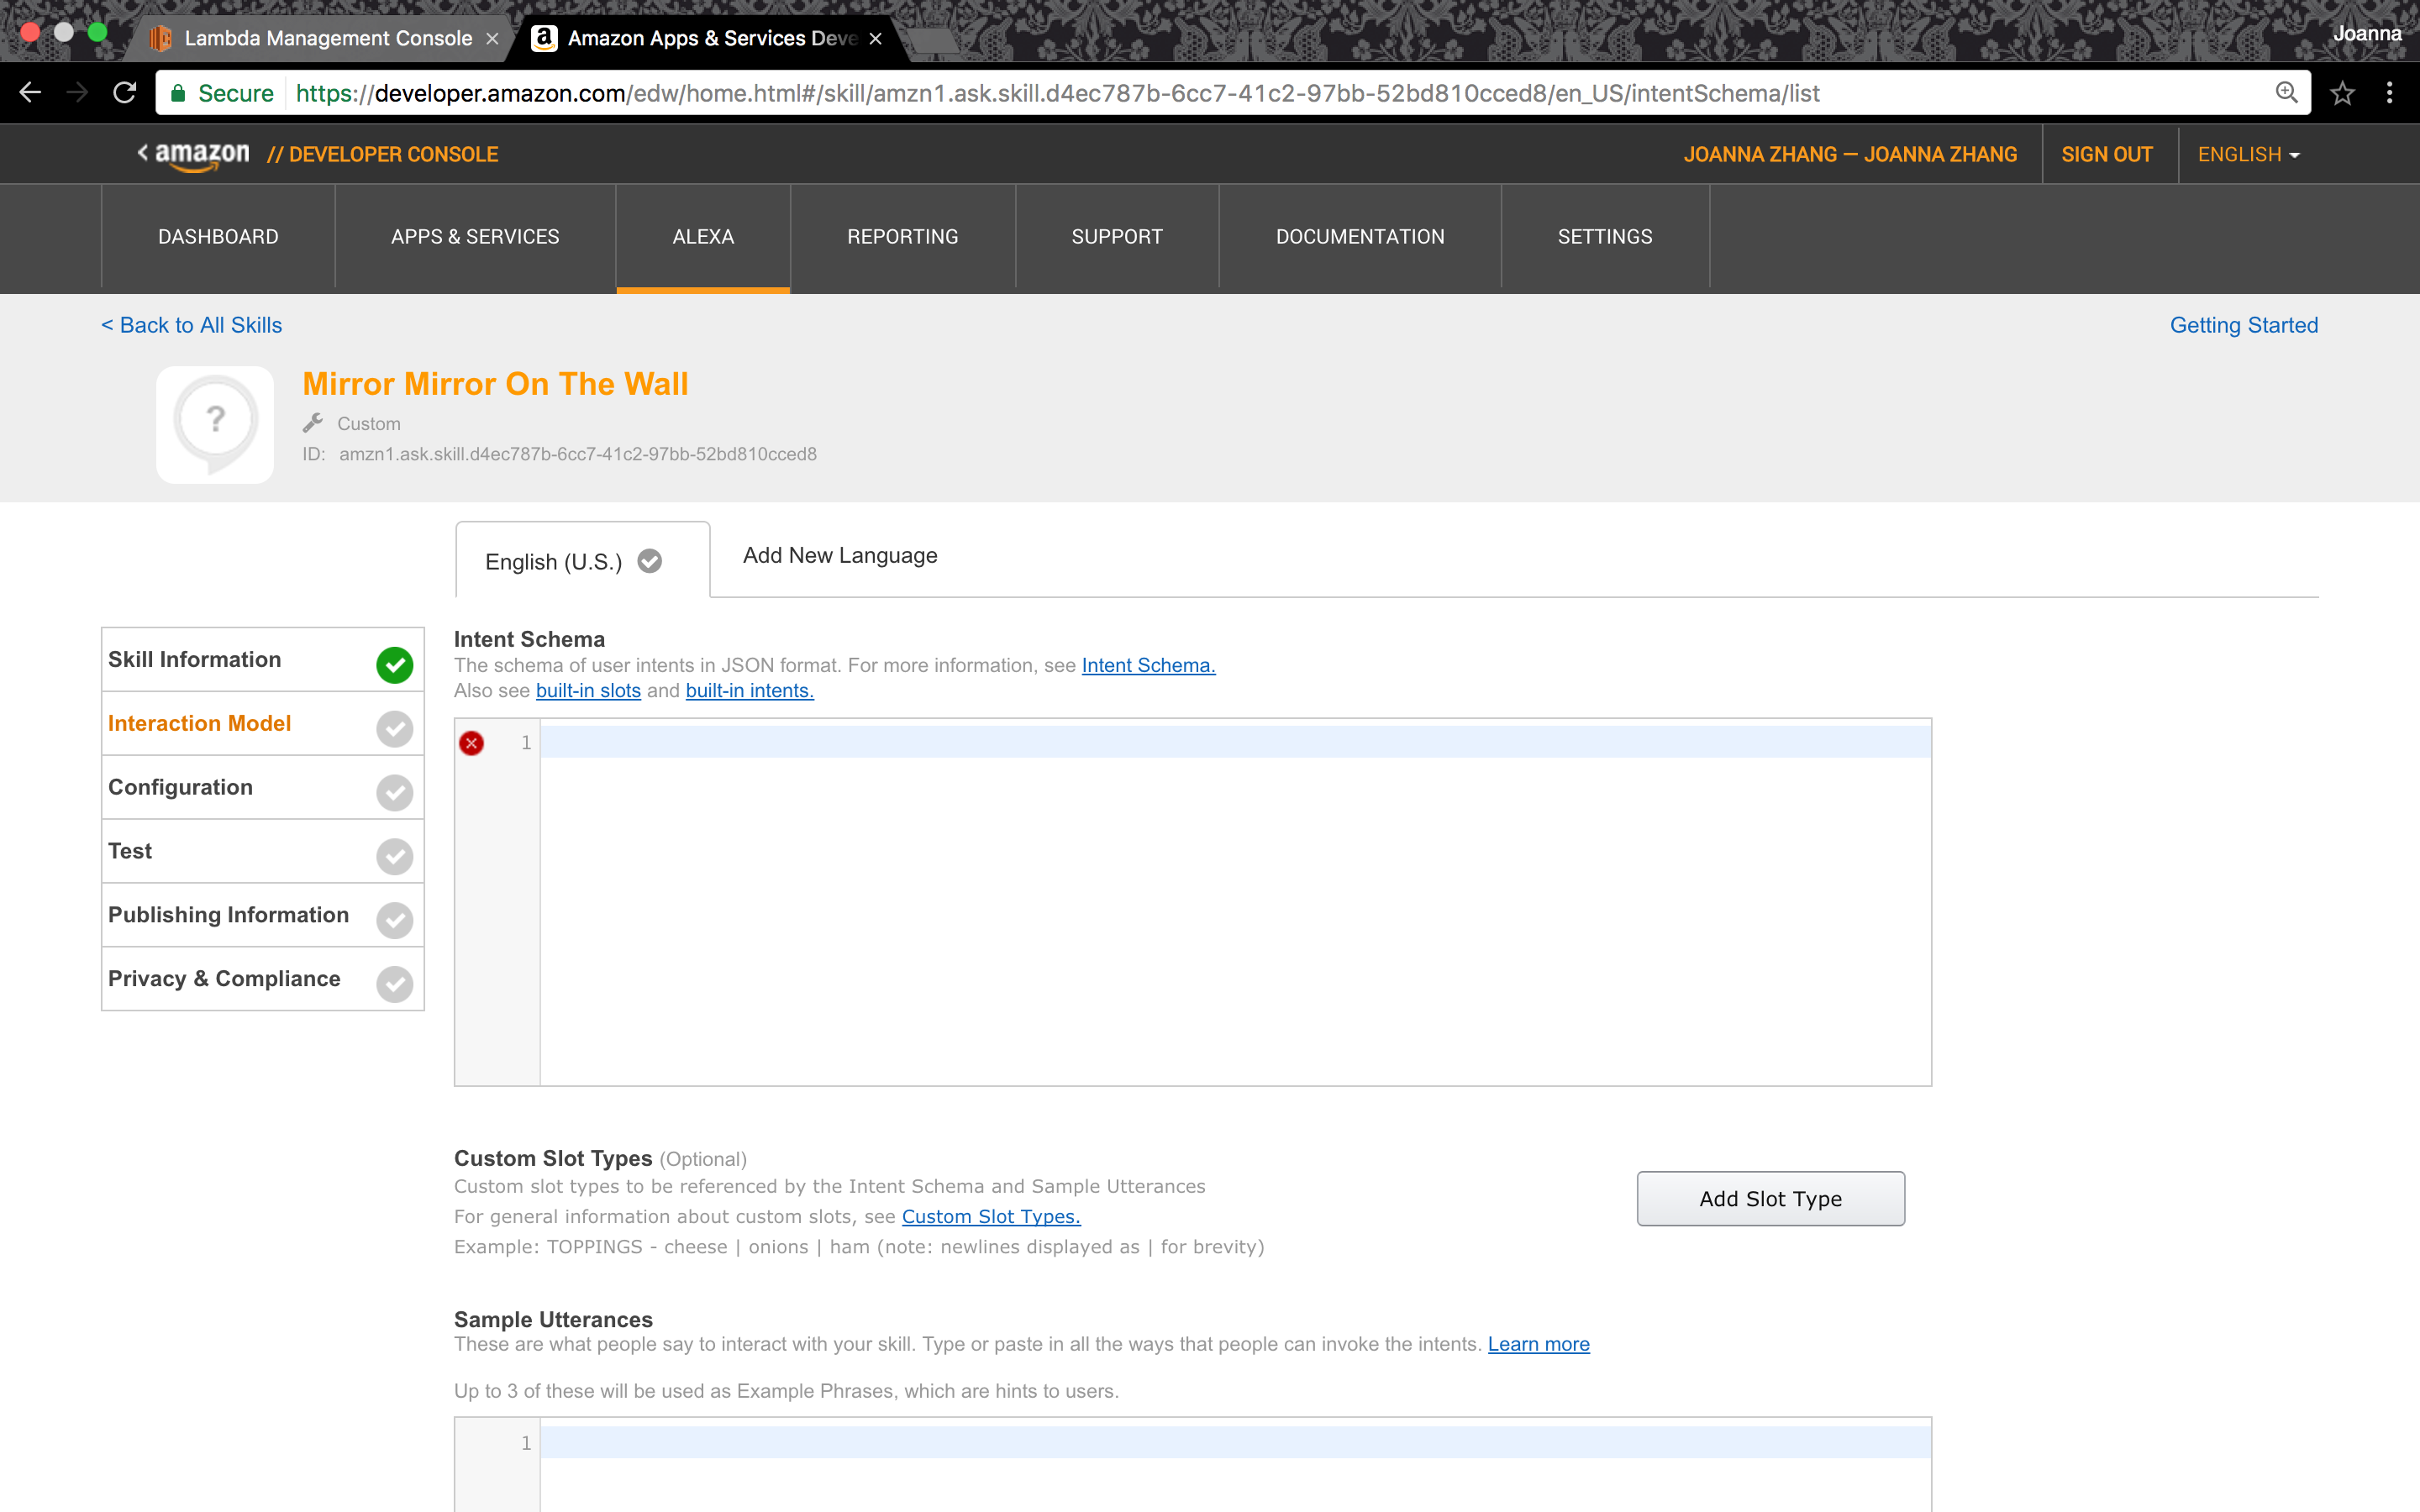 Joanna
Lambda Management Console
Amazon Apps & Services Deve
Secure https://developer.amazon.com/edw/home.html#/skill/amzn1.ask.skill.d4ec787b-6cc7-41c2-97bb-52bd810cced8/en_US/intentSchema/list
< amazon // DEVELOPER CONSOLE
JOANNA ZHANG — JOANNA ZHANG SIGN OUT ENGLISH
DASHBOARD APPS & SERVICES ALEXA REPORTING SUPPORT DOCUMENTATION SETTINGS
< Back to All Skills
Getting Started
?
Mirror Mirror On The Wall
Custom
ID: amzn1.ask.skill.d4ec787b-6cc7-41c2-97bb-52bd810cced8
English (U.S.)
Add New Language
Skill Information
Interaction Model
Configuration
Test
Publishing Information
Privacy & Compliance
Intent Schema
The schema of user intents in JSON format. For more information, see Intent Schema.
Also see built-in slots and built-in intents.
1
Custom Slot Types (Optional)
Custom slot types to be referenced by the Intent Schema and Sample Utterances
For general information about custom slots, see Custom Slot Types.
Example: TOPPINGS - cheese | onions | ham (note: newlines displayed as | for brevity)
Add Slot Type
Sample Utterances
These are what people say to interact with your skill. Type or paste in all the ways that people can invoke the intents. Learn more
Up to 3 of these will be used as Example Phrases, which are hints to users.
1